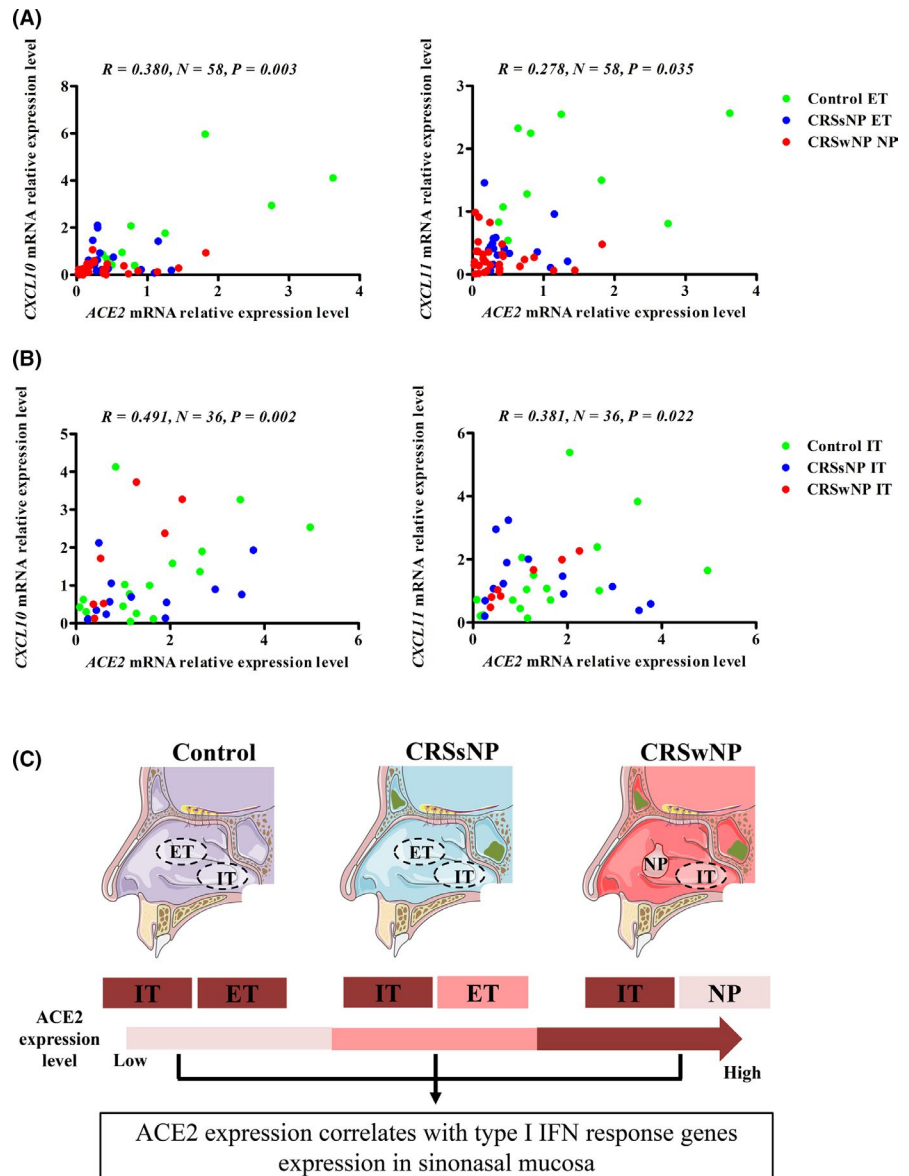 (A)
R = 0.380, N = 58, P = 0.003
CXCL10 mRNA relative expression level
8
6
4
2
0
0 1 2 3 4
ACE2 mRNA relative expression level
R = 0.278, N = 58, P = 0.035
CXCL11 mRNA relative expression level
3
2
1
0
0 1 2 3 4
ACE2 mRNA relative expression level
Control ET
CRSsNP ET
CRSwNP NP
(B)
R = 0.491, N = 36, P = 0.002
CXCL10 mRNA relative expression level
5
4
3
2
1
0
0 2 4 6
ACE2 mRNA relative expression level
R = 0.381, N = 36, P = 0.022
CXCL11 mRNA relative expression level
6
4
2
0
0 2 4 6
ACE2 mRNA relative expression level
Control IT
CRSsNP IT
CRSwNP IT
(C)
Control CRSsNP CRSwNP
ET
IT
ET
IT
NP
IT
IT ET IT ET IT NP
ACE2
expression
level
Low High
ACE2 expression correlates with type I IFN response genes
expression in sinonasal mucosa